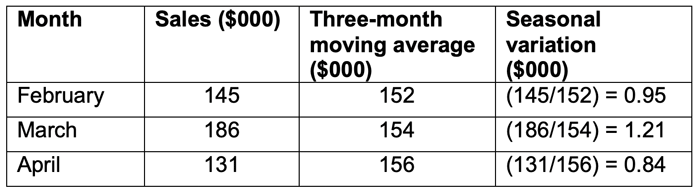 Month Sales ($000) Three-month Seasonal
moving average variation
($000) ($000)
February 145 152 (145/152) = 0.95
March 186 154 (186/154) = 1.21
April 131 156 (131/156) = 0.84